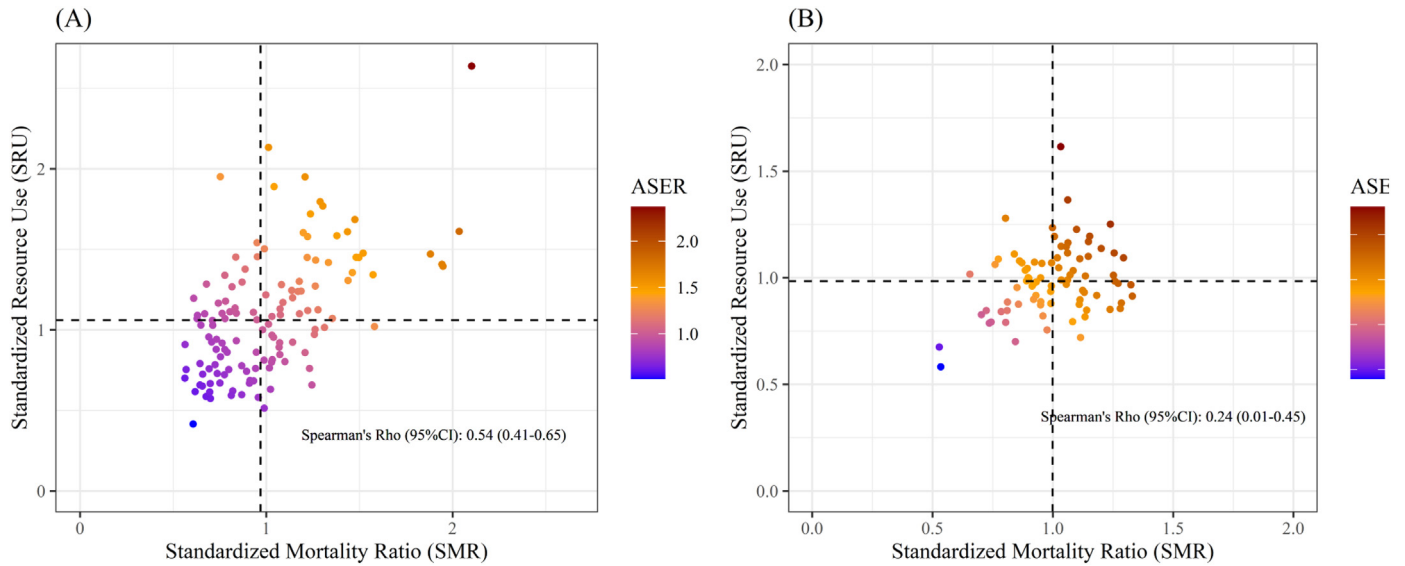 (A)
Standardized Resource Use (SRU)
2
1
0
Spearman's Rho (95%CI): 0.54 (0.41-0.65)
0
1
2
Standardized Mortality Ratio (SMR)
ASER
2.0
1.5
1.0
(B)
Standardized Resource Use (SRU)
2.0
1.5
1.0
0.5
0.0
Spearman's Rho (95%CI): 0.24 (0.01-0.45)
0.0
0.5
1.0
1.5
2.0
Standardized Mortality Ratio (SMR)
ASE